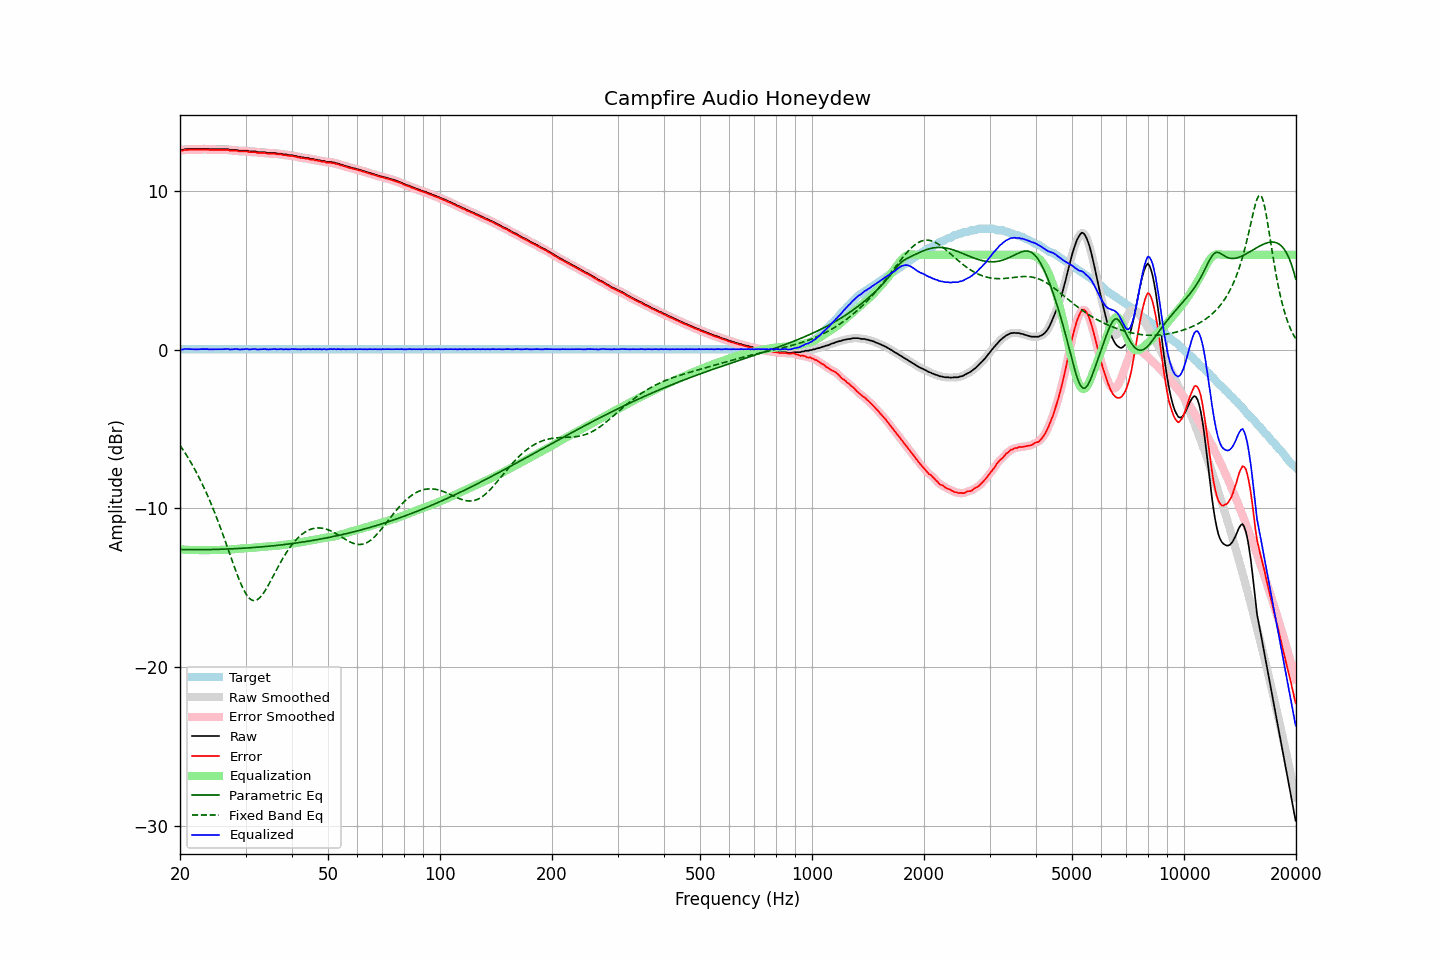 Campfire Audio Honeydew
Amplitude (dBr)
10
0
−10
−20
−30
Target
Raw Smoothed
Error Smoothed
Raw
Error
Equalization
Parametric Eq
Fixed Band Eq
Equalized
20 50 100 200 500 1000 2000 5000 10000 20000
Frequency (Hz)